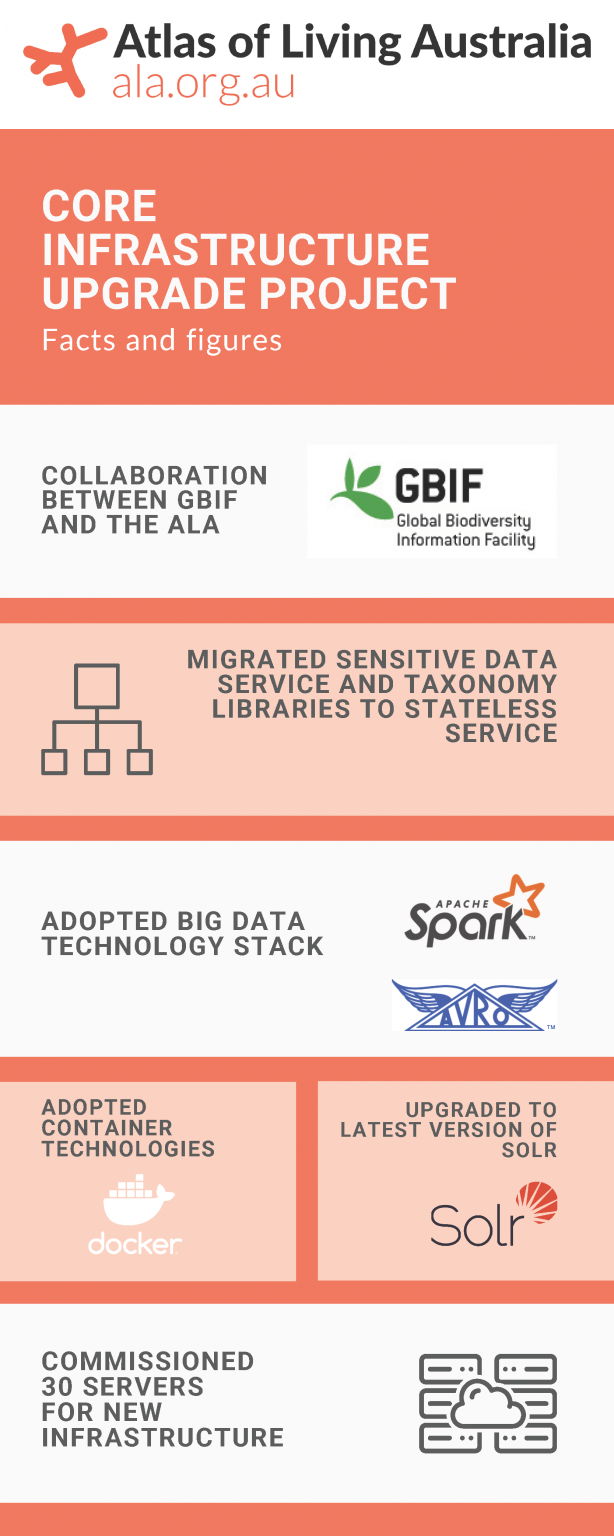 Atlas of Living Australia
ala.org.au
CORE
INFRASTRUCTURE
UPGRADE PROJECT
Facts and figures
COLLABORATION
BETWEEN GBIF
AND THE ALA
GBIF
Global Biodiversity
Information Facility
MIGRATED SENSITIVE DATA
SERVICE AND TAXONOMY
LIBRARIES TO STATELESS
SERVICE
ADOPTED BIG DATA
TECHNOLOGY STACK
APACHE
Spark™
AVRO™
ADOPTED
CONTAINER
TECHNOLOGIES
docker
UPGRADED TO
LATEST VERSION OF
SOLR
Solr
COMMISSIONED
30 SERVERS
FOR NEW
INFRASTRUCTURE